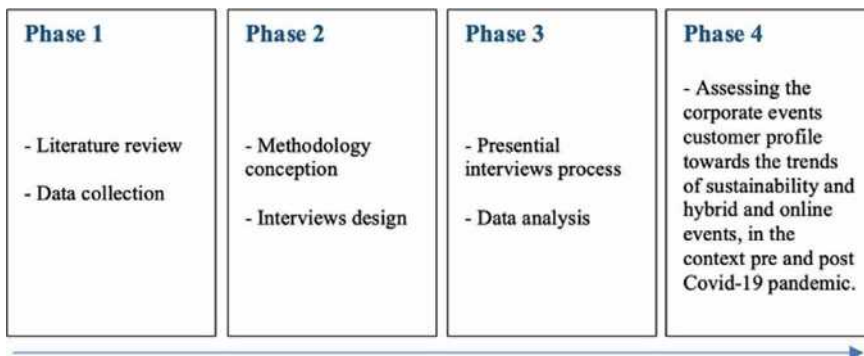 Phase 1
- Literature review
- Data collection
Phase 2
- Methodology
conception
- Interviews design
Phase 3
- Presential
interviews process
- Data analysis
Phase 4
- Assessing the
corporate events
customer profile
towards the trends
of sustainability and
hybrid and online
events, in the
context pre and post
Covid-19 pandemic.